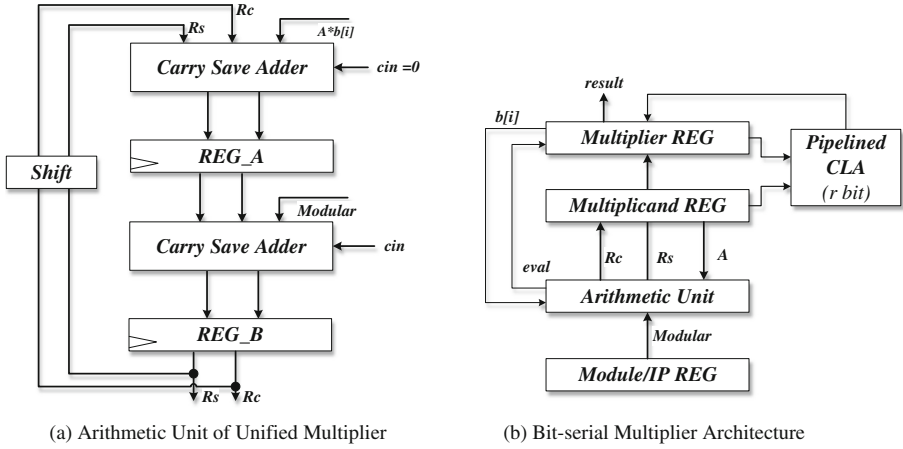 Rc
Rs
A*b[i]
Carry Save Adder
cin =0
REG_A
Shift
Modular
Carry Save Adder
cin
REG_B
Rs
Rc
(a) Arithmetic Unit of Unified Multiplier
result
b[i]
Multiplier REG
Pipelined
CLA
(r bit)
Multiplicand REG
eval
Rc
Rs
A
Arithmetic Unit
Modular
Module/IP REG
(b) Bit-serial Multiplier Architecture